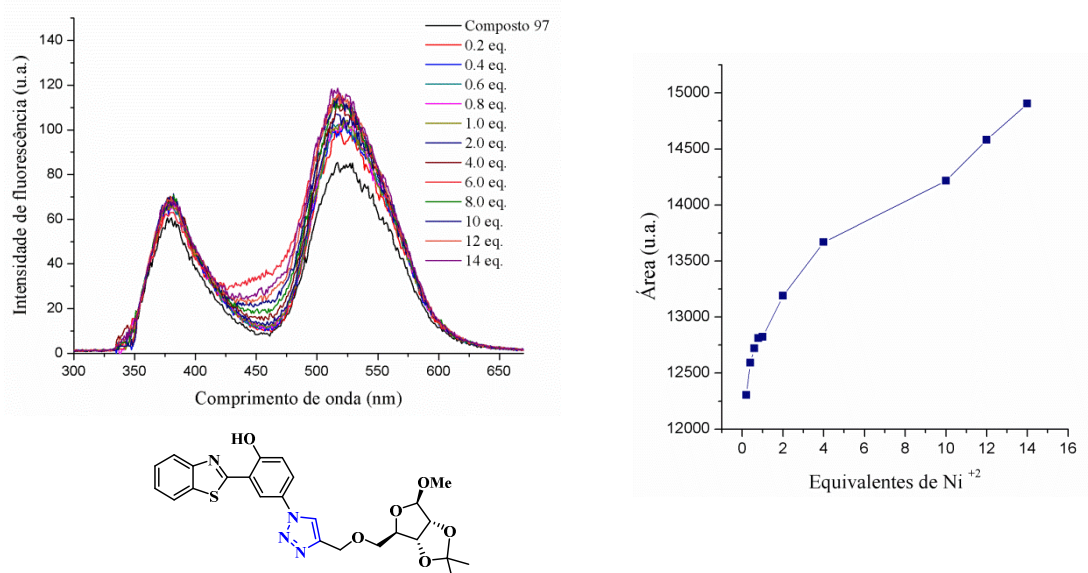 Intensidade de fluorescência (u.a.)
140
120
100
80
60
40
20
0
300
350
400
450
500
550
600
650
Comprimento de onda (nm)
Composto 97
0.2 eq.
0.4 eq.
0.6 eq.
0.8 eq.
1.0 eq.
2.0 eq.
4.0 eq.
6.0 eq.
8.0 eq.
10 eq.
12 eq.
14 eq.
Área (u.a.)
15000
14500
14000
13500
13000
12500
12000
0
2
4
6
8
10
12
14
16
Equivalentes de Ni +2
HO
N
S
N
N
N
O
O
OMe
O
O